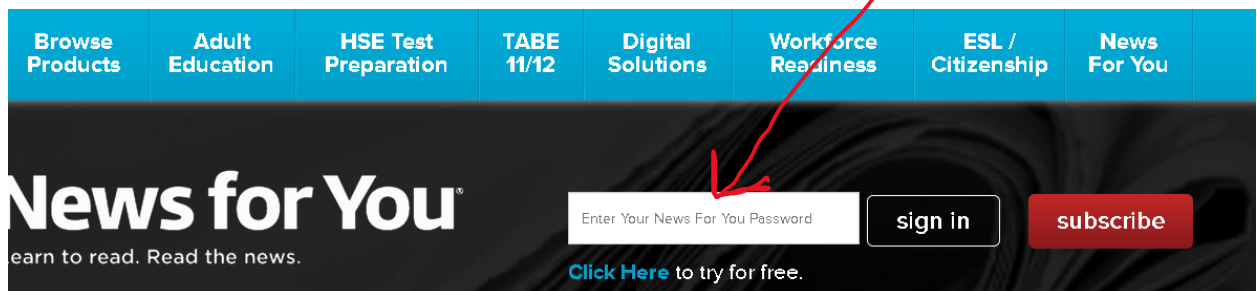 Browse Products
Adult Education
HSE Test Preparation
TABE 11/12
Digital Solutions
Workforce Readiness
ESL / Citizenship
News For You
News for You®
earn to read. Read the news.
Enter Your News For You Password
sign in
subscribe
Click Here to try for free.